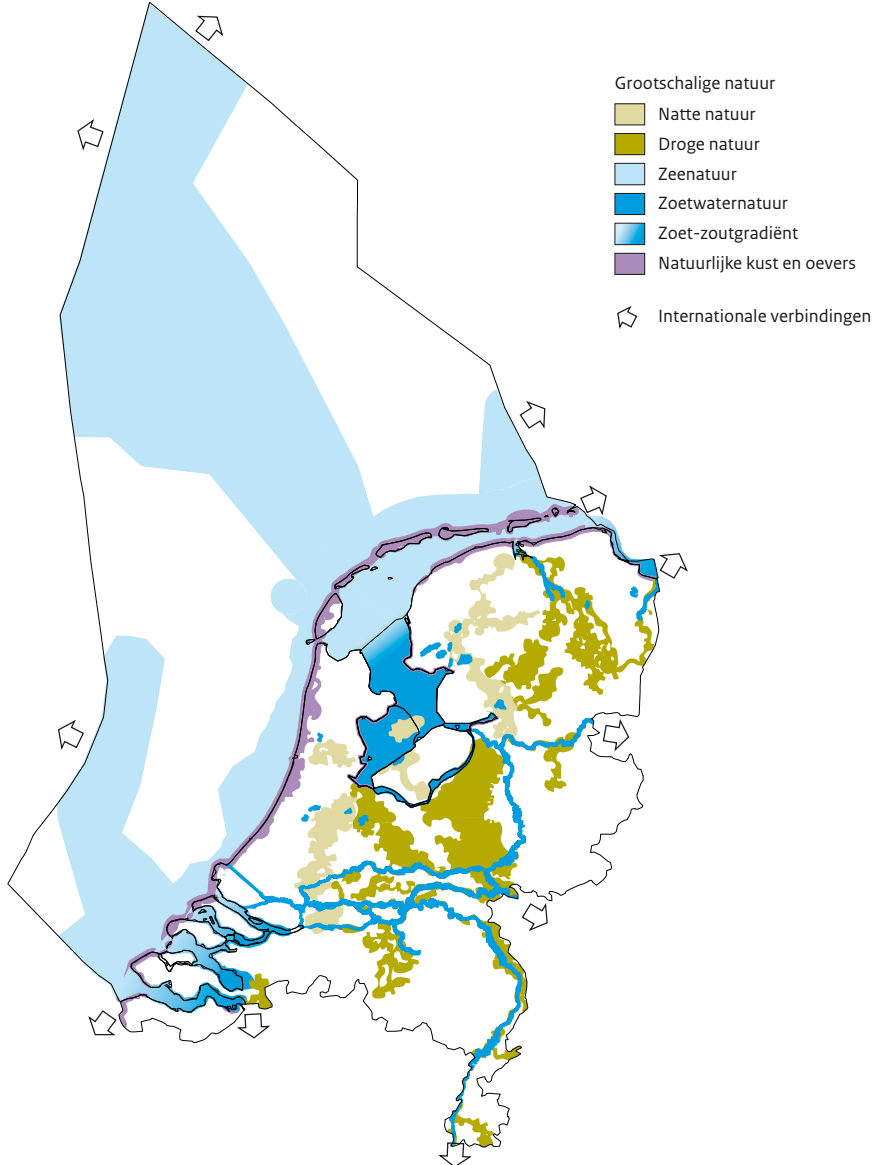 Grootschalige natuur
Natte natuur
Droge natuur
Zeenatuur
Zoetwaternatuur
Zoet-zoutgradiënt
Natuurlijke kust en oevers
Internationale verbindingen